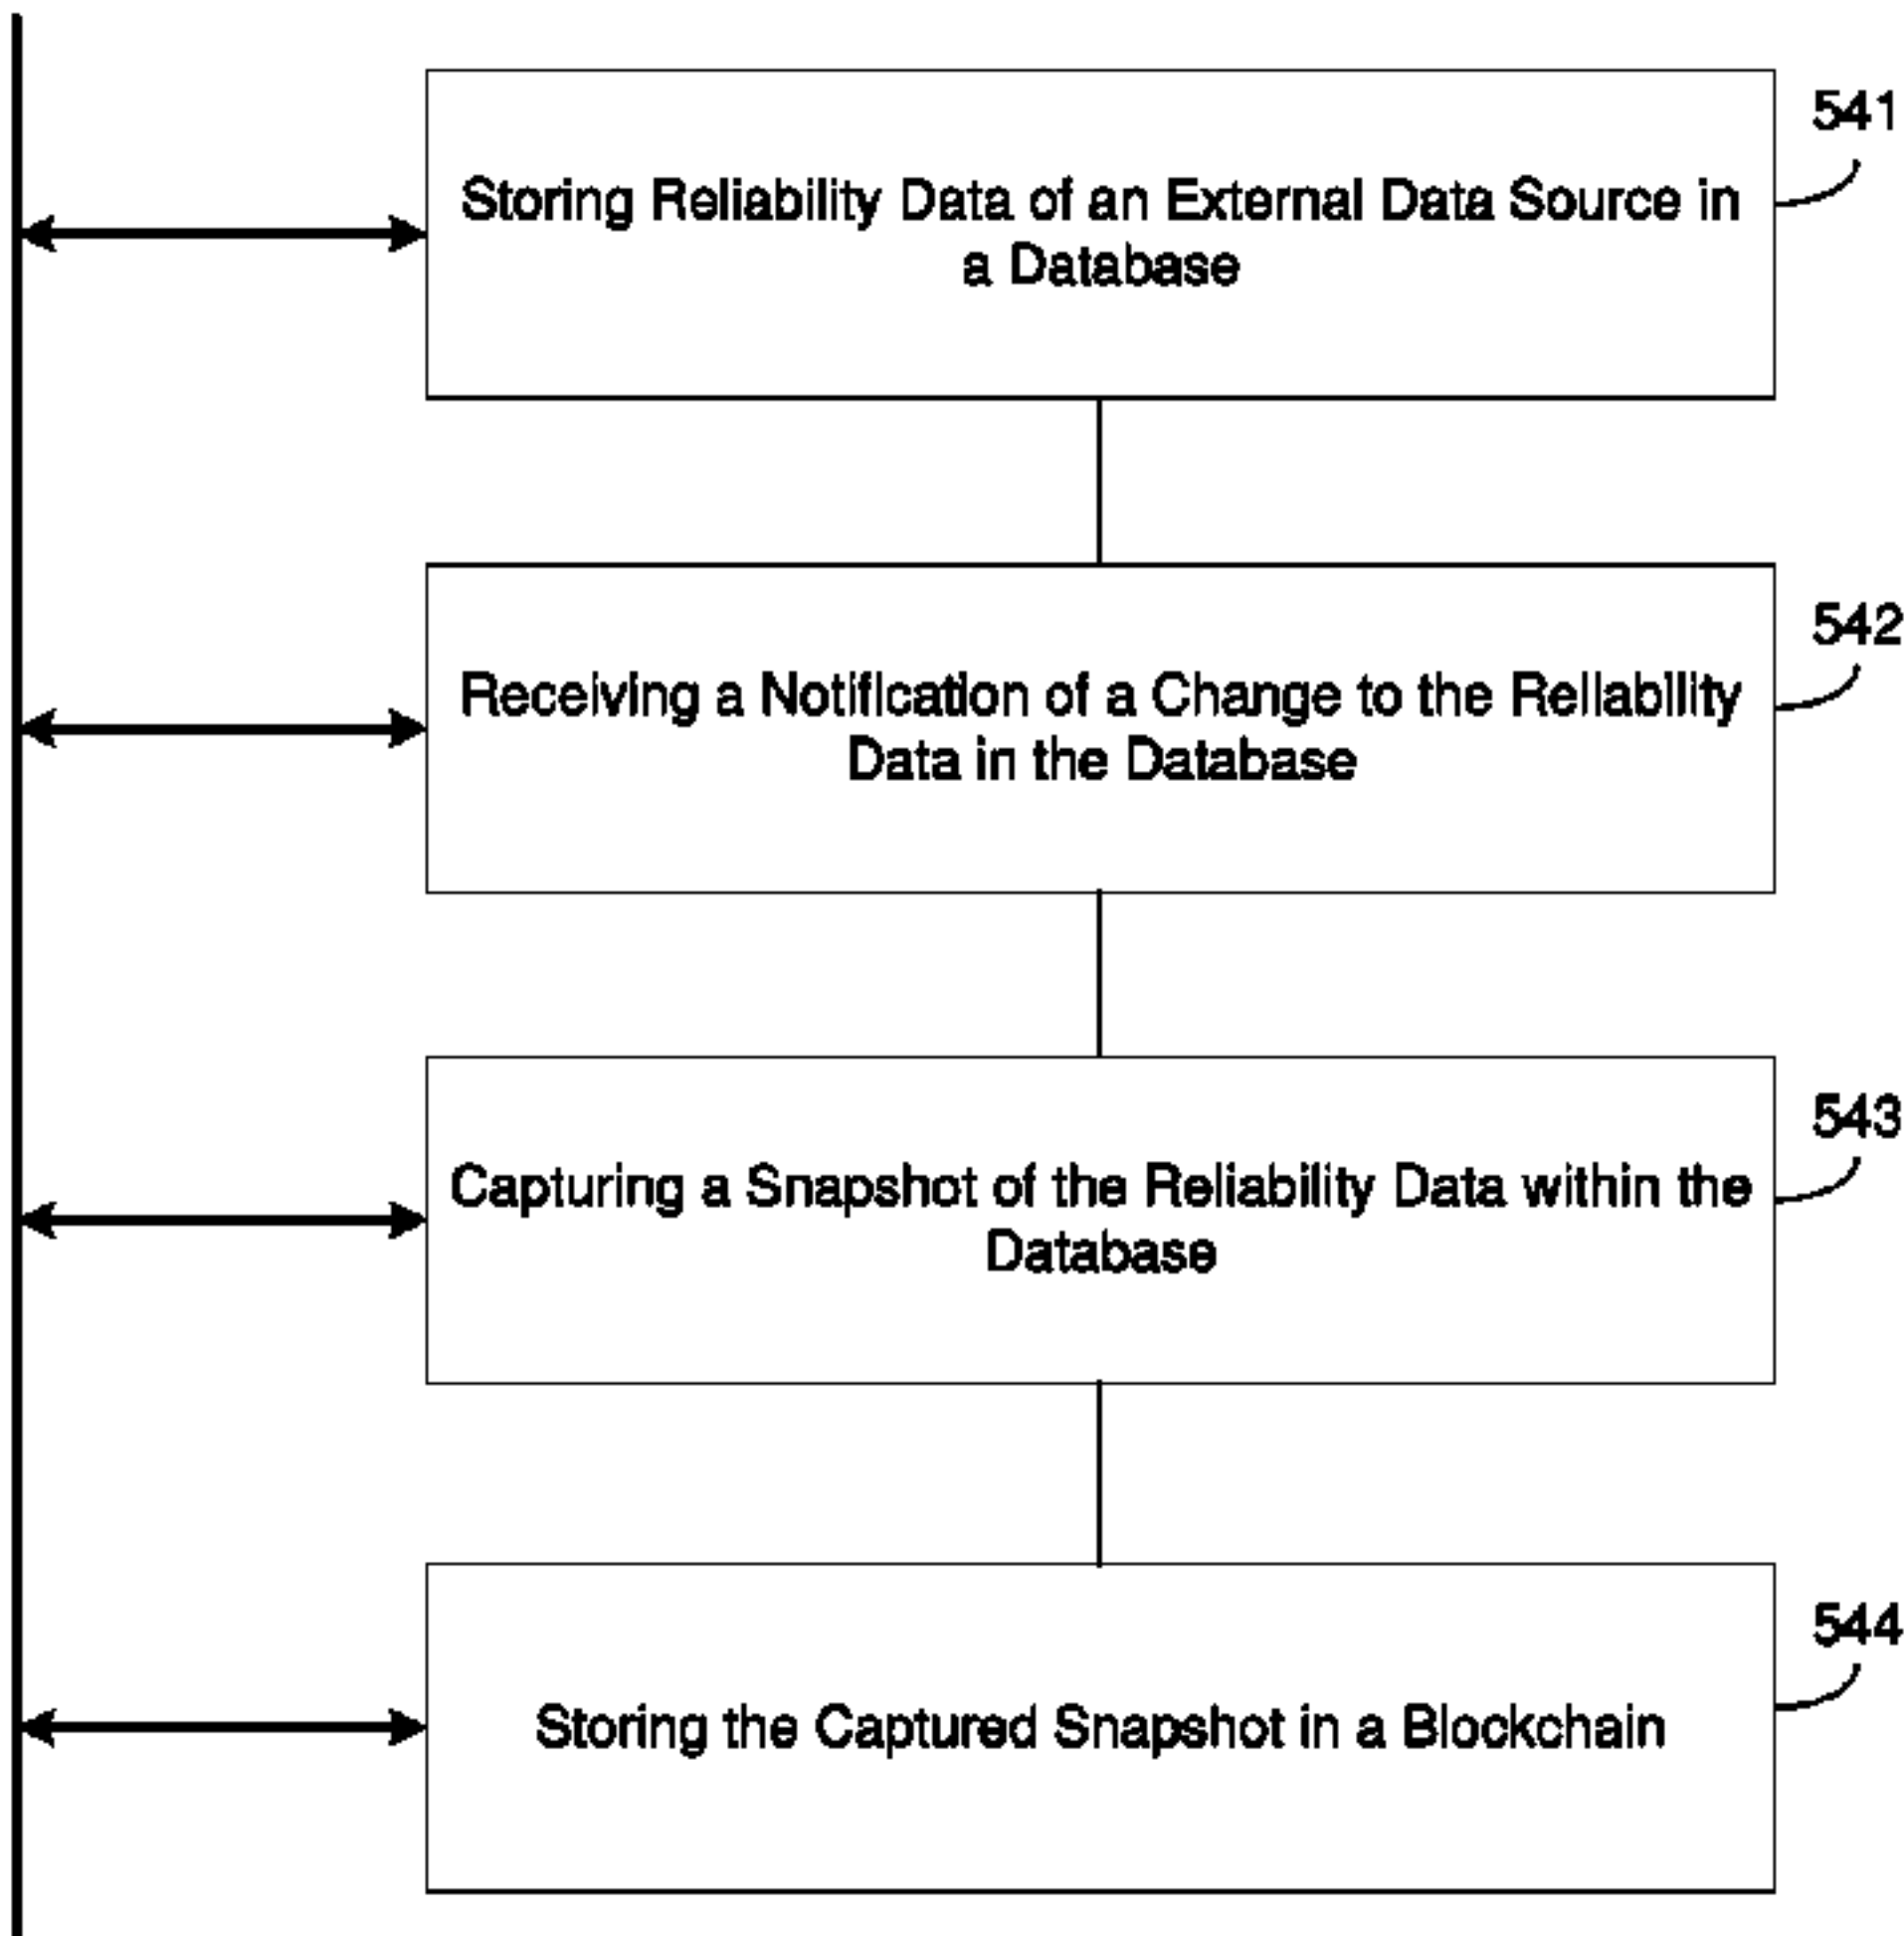 541
Storing Reliability Data of an External Data Source in
a Database
542
Receiving a Notification of a Change to the Reliability
Data in the Database
543
Capturing a Snapshot of the Reliability Data within the
Database
544
Storing the Captured Snapshot in a Blockchain